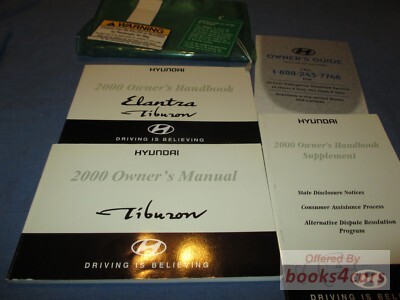 WARNING
HYUNDAI
2000 Owner's Handbook
Elantra
Tiburon
DRIVING IS BELIEVING
OWNER'S GUIDE
1-800-243-7766
HYUNDAI
2000 Owner's Manual
Tiburon
DRIVING IS BELIEVING
HYUNDAI
2000 Owner's Handbook
Supplement
State Disclosure Notices
Consumer Assistance Process
Alternative Dispute Resolution
Program
DRIVING
Offered By
books4cars